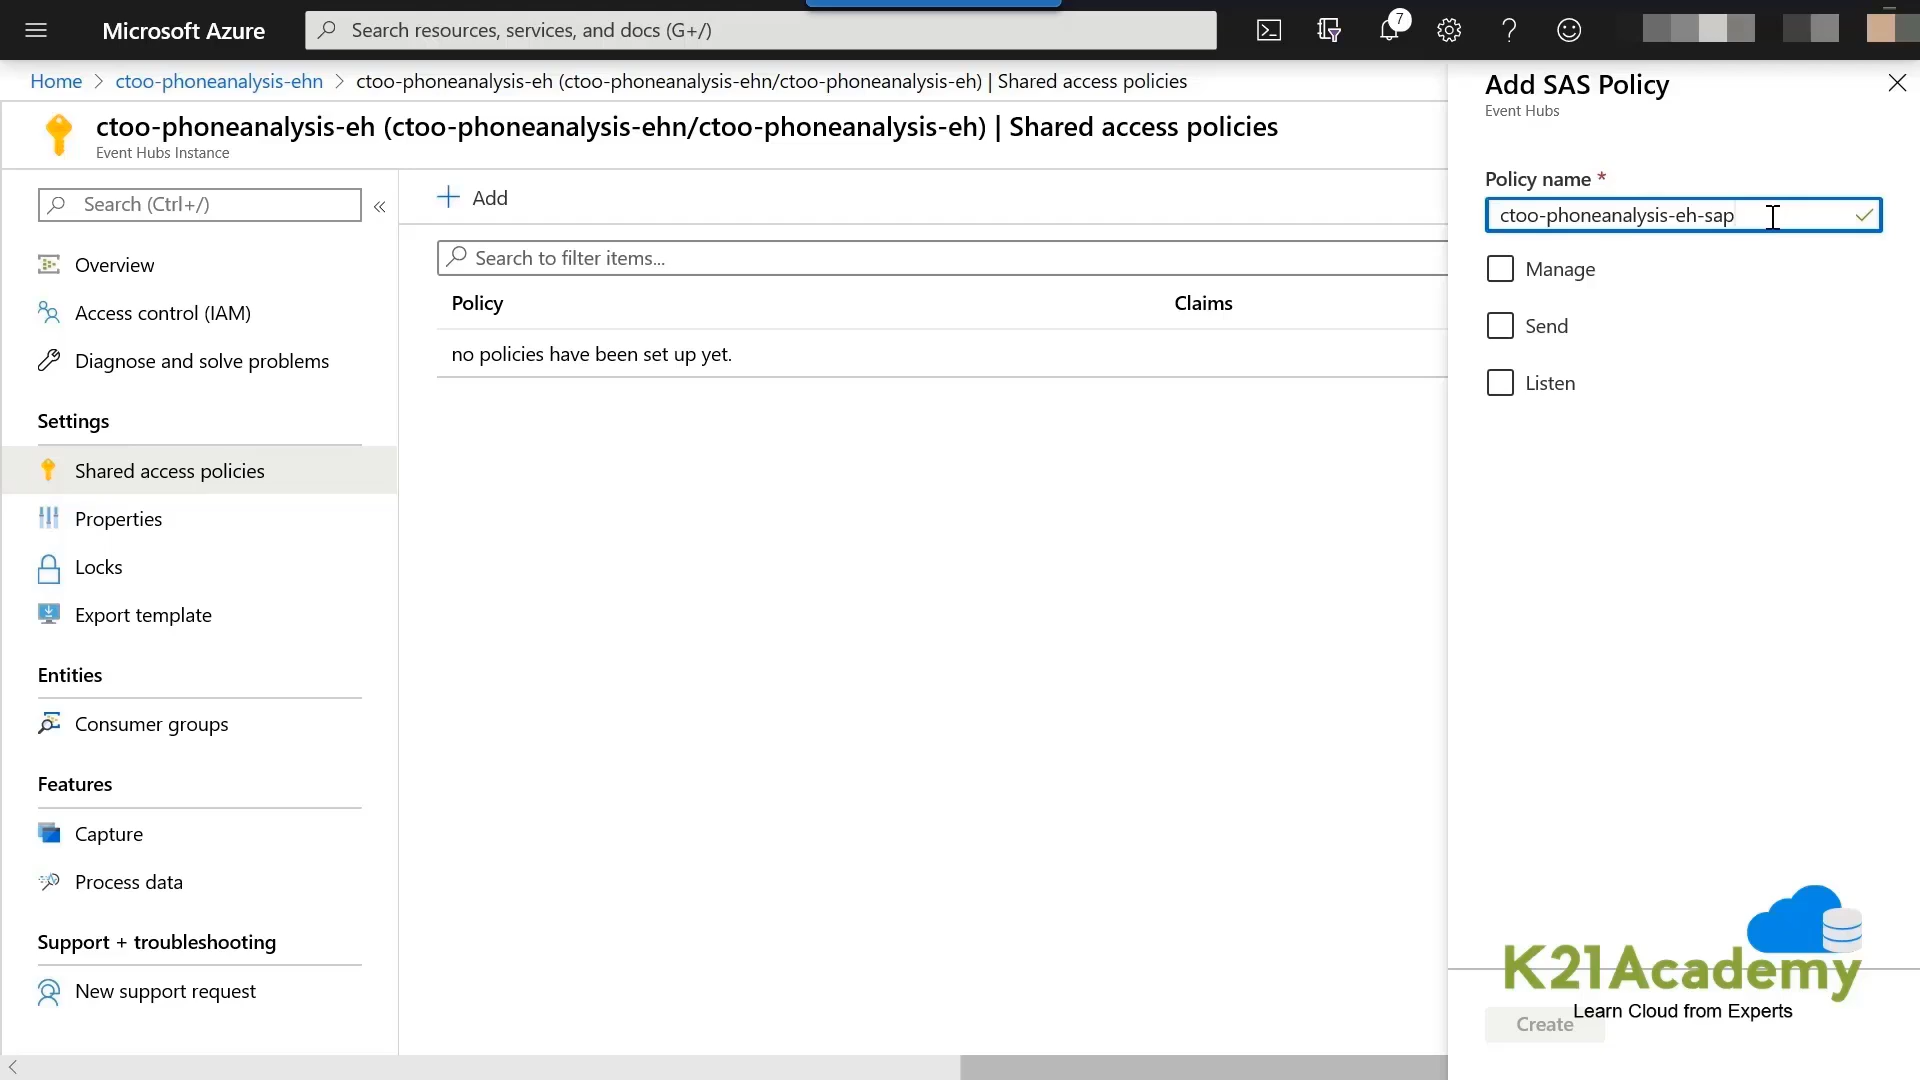 Microsoft Azure
Search resources, services, and docs (G+/)
7
Home > ctoo-phoneanalysis-ehn > ctoo-phoneanalysis-eh (ctoo-phoneanalysis-ehn/ctoo-phoneanalysis-eh) | Shared access policies
ctoo-phoneanalysis-eh (ctoo-phoneanalysis-ehn/ctoo-phoneanalysis-eh) | Shared access policies
Event Hubs Instance
Search (Ctrl+/)
«
Overview
Access control (IAM)
Diagnose and solve problems
Settings
Shared access policies
Properties
Locks
Export template
Entities
Consumer groups
Features
Capture
Process data
Support + troubleshooting
New support request
Add
Search to filter items...
Policy Claims
no policies have been set up yet.
Add SAS Policy
Event Hubs
Policy name *
ctoo-phoneanalysis-eh-sap
Manage
Send
Listen
K21Academy
Learn Cloud from Experts
Create